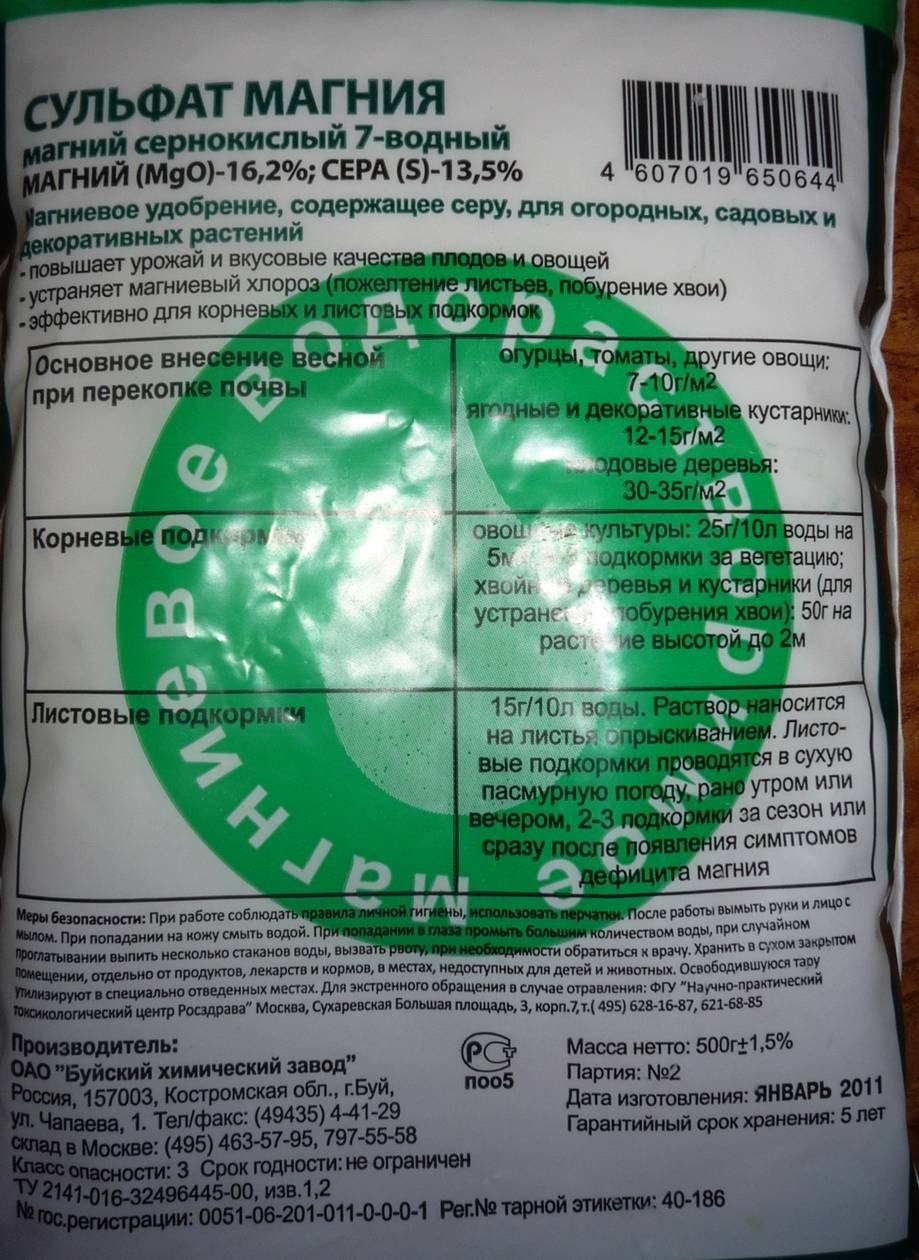 СУЛЬФАТ МАГНИЯ
магний сернокислый 7-водный
МАГНИЙ (MgO)-16,2%; СЕРА (S)-13,5%
4 607019 650644
Магниевое удобрение, содержащее серу, для огородных, садовых и
декоративных растений
- повышает урожай и вкусовые качества плодов и овощей
- устраняет магниевый хлороз (пожелтение листьев, побурение хвои)
- эффективно для корневых и листовых подкормок
магниевое водорастворимое
Основное внесение весной
при перекопке почвы
огурцы, томаты, другие овощи:
7-10г/м2
ягодные и декоративные кустарники:
12-15г/м2
плодовые деревья:
30-35г/м2
Корневые подкормки
культуры: 25г/10л воды на
подкормки за вегетацию;
деревья и кустарники (для
побурения хвои): 50г на
растение высотой до 2м
Листовые подкормки
15г/10л воды. Раствор наносится
на листья опрыскиванием. Листо-
вые подкормки проводятся в сухую
пасмурную погоду, рано утром или
вечером, 2-3 подкормки за сезон или
сразу после появления симптомов
дефицита магния
Меры безопасности: При работе соблюдать правила личной гигиены, использовать перчатки. После работы вымыть руки и лицо с
мылом. При попадании на кожу смыть водой. При попадании в глаза промыть большим количеством воды, при случайном
проглатывании выпить несколько стаканов воды, вызвать рвоту, при необходимости обратиться к врачу. Хранить в сухом закрытом
помещении, отдельно от продуктов, лекарств и кормов, в местах, недоступных для детей и животных. Освободившуюся тару
утилизируют в специально отведенных местах. Для экстренного обращения в случае отравления: ФГУ "Научно-практический
токсикологический центр Росздрава" Москва, Сухаревская Большая площадь, 3, корп.7,т.( 495) 628-16-87, 621-68-85
Производитель:
ОАО "Буйский химический завод"
Россия, 157003, Костромская обл., г.Буй,
ул. Чапаева, 1. Тел/факс: (49435) 4-41-29
склад в Москве: (495) 463-57-95, 797-55-58
Класс опасности: 3 Срок годности: не ограничен
ТУ 2141-016-32496445-00, изв.1,2
№ гос.регистрации: 0051-06-201-011-0-0-0-1 Рег.№ тарной этикетки: 40-186
РСТ
поо5
Масса нетто: 500г±1,5%
Партия: №2
Дата изготовления: ЯНВАРЬ 2011
Гарантийный срок хранения: 5 лет